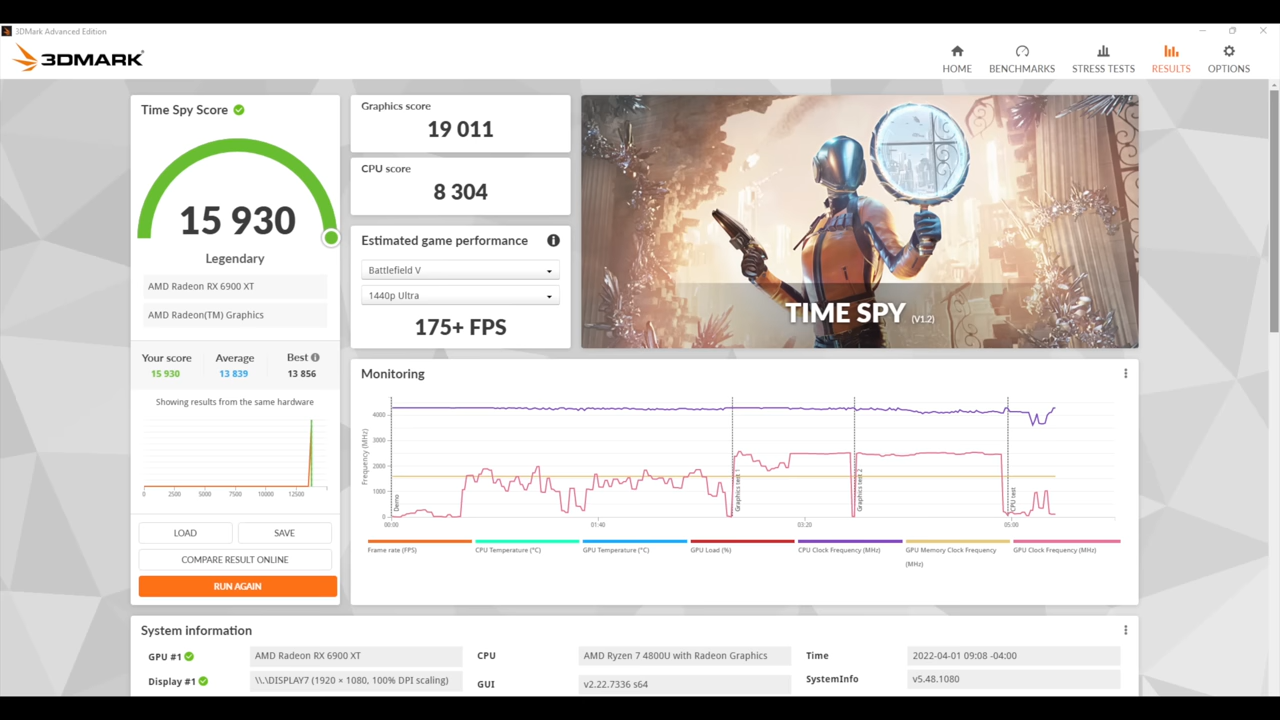 3DMark Advanced Edition
3DMARK
HOME
BENCHMARKS
STRESS TESTS
RESULTS
OPTIONS
Time Spy Score
15 930
Legendary
AMD Radeon RX 6900 XT
AMD Radeon(TM) Graphics
Your score
15 930
Average
13 839
Best
13 856
Showing results from the same hardware
0 2500 5000 7500 10000 12500
LOAD
SAVE
COMPARE RESULT ONLINE
RUN AGAIN
Graphics score
19 011
CPU score
8 304
Estimated game performance
Battlefield V
1440p Ultra
175+ FPS
TIME SPY (V1.2)
Monitoring
Frequency (MHz)
4000
3000
2000
1000
0
Demo
Graphics test 1
Graphics test 2
CPU test
00:00 01:40 03:20 05:00
Frame rate (FPS)
CPU Temperature (°C)
GPU Temperature (°C)
GPU Load (%)
CPU Clock Frequency (MHz)
GPU Memory Clock Frequency
(MHz)
GPU Clock Frequency (MHz)
System information
GPU #1
AMD Radeon RX 6900 XT
CPU
AMD Ryzen 7 4800U with Radeon Graphics
Time
2022-04-01 09:08 -04:00
Display #1
\\.\DISPLAY7 (1920 × 1080, 100% DPI scaling)
GUI
v2.22.7336 s64
SystemInfo
v5.48.1080